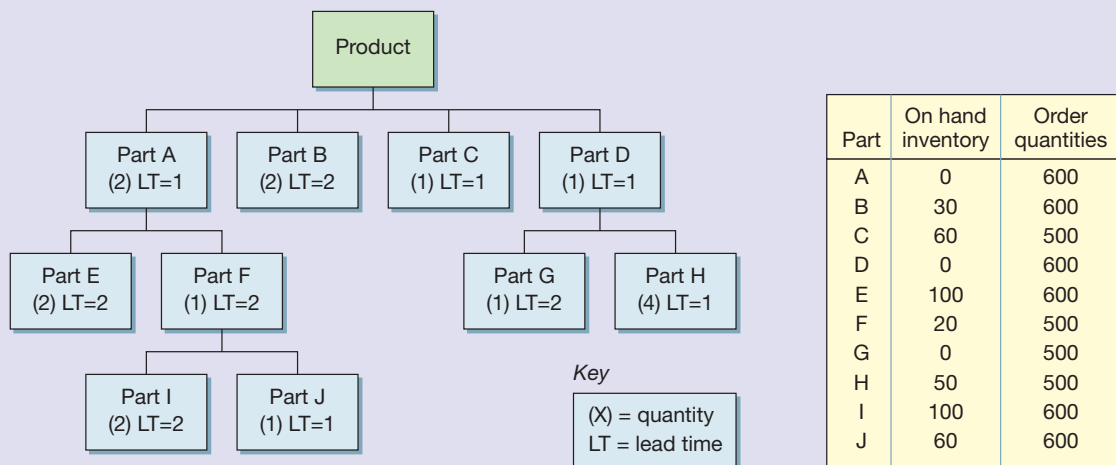 Product
Part A
(2) LT=1
Part B
(2) LT=2
Part C
(1) LT=1
Part D
(1) LT=1
Part E
(2) LT=2
Part F
(1) LT=2
Part G
(1) LT=2
Part H
(4) LT=1
Part I
(2) LT=2
Part J
(1) LT=1
Key
(X) = quantity
LT = lead time
Part On hand inventory Order quantities
A 0 600
B 30 600
C 60 500
D 0 600
E 100 600
F 20 500
G 0 500
H 50 500
I 100 600
J 60 600